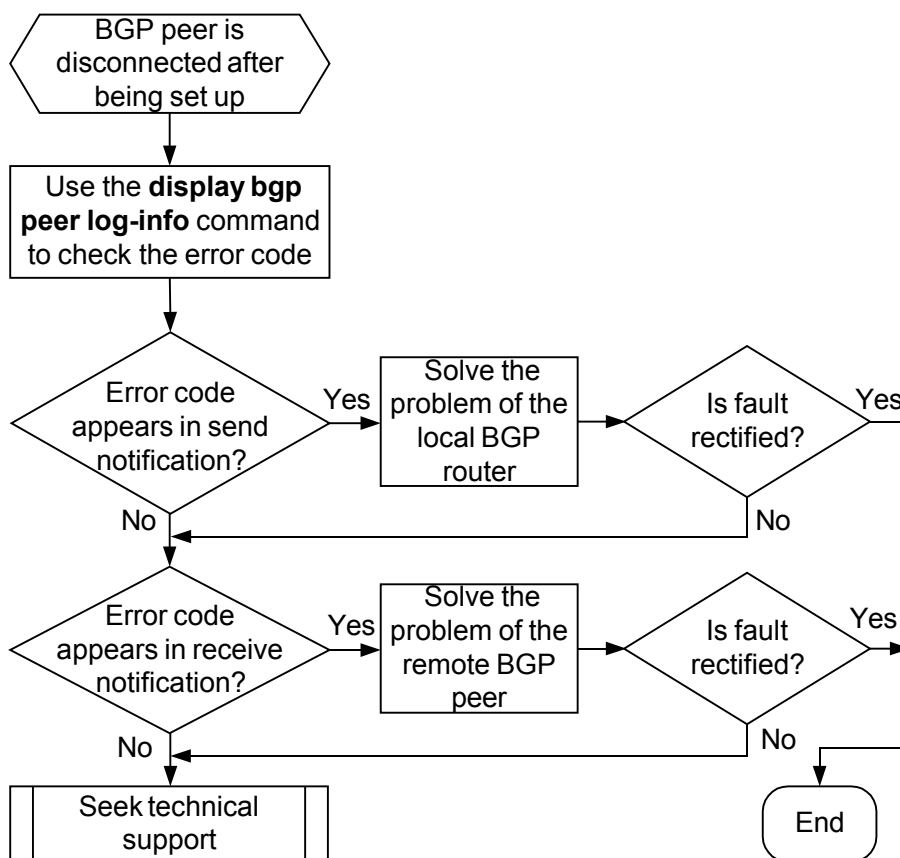 BGP peer is
disconnected after
being set up
Use the display bgp
peer log-info command
to check the error code
Error code
appears in send
notification?
Yes
Solve the
problem of the
local BGP
router
Is fault
rectified?
Yes
No
No
Error code
appears in receive
notification?
Yes
Solve the
problem of the
remote BGP
peer
Is fault
rectified?
Yes
No
No
Seek technical
support
End